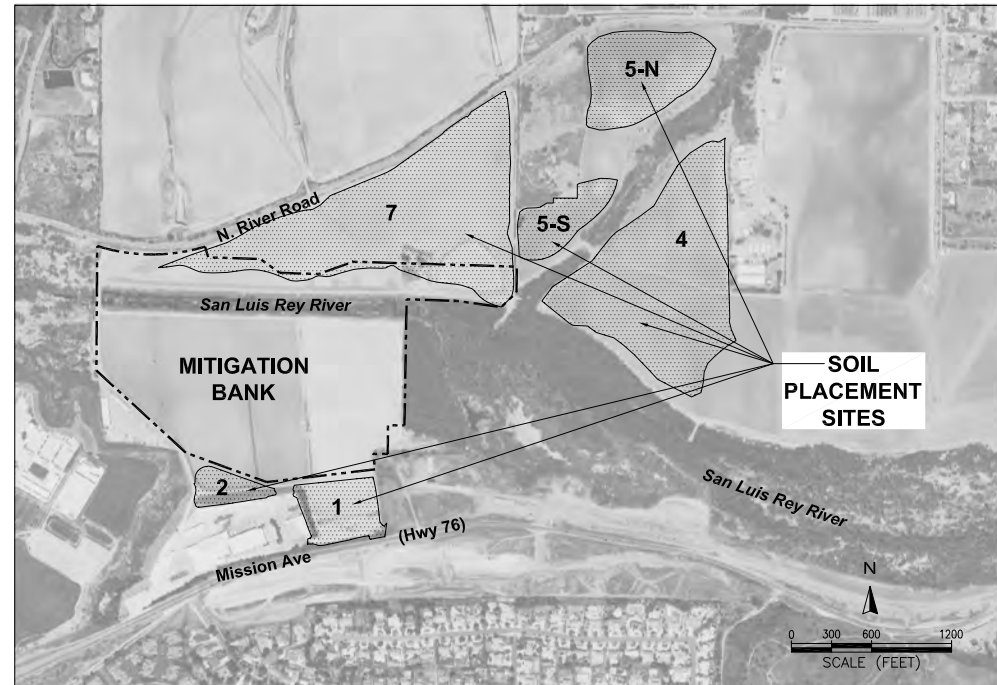 5-N
N. River Road
7
5-S
4
San Luis Rey River
MITIGATION
BANK
SOIL
PLACEMENT
SITES
2
1
San Luis Rey River
(Hwy 76)
Mission Ave
N
0 300 600 1200
SCALE (FEET)